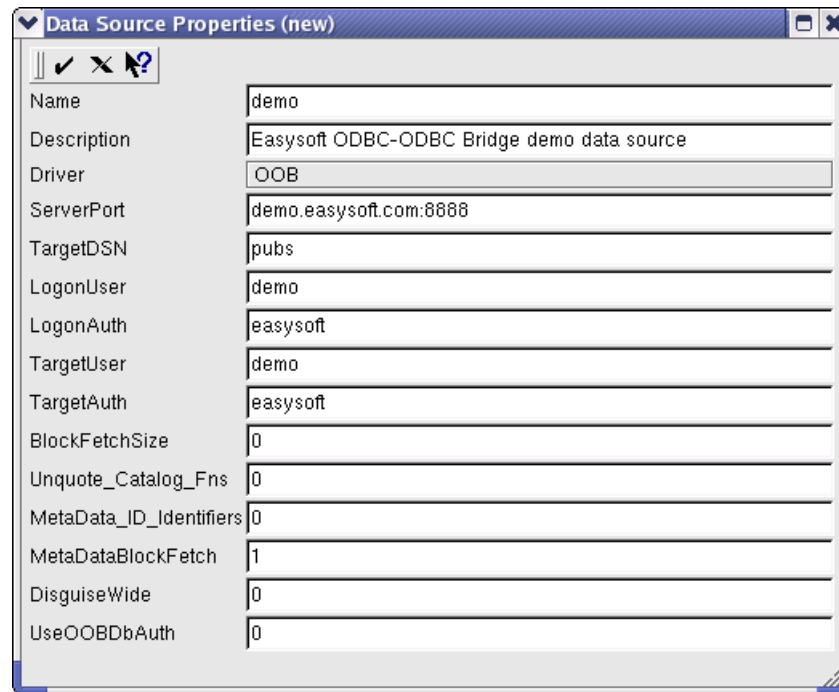 Data Source Properties (new)
Name demo
Description Easysoft ODBC-ODBC Bridge demo data source
Driver OOB
ServerPort demo.easysoft.com:8888
TargetDSN pubs
LogonUser demo
LogonAuth easysoft
TargetUser demo
TargetAuth easysoft
BlockFetchSize 0
Unquote_Catalog_Fns 0
MetaData_ID_Identifiers 0
MetaDataBlockFetch 1
DisguiseWide 0
UseOOBDbAuth 0